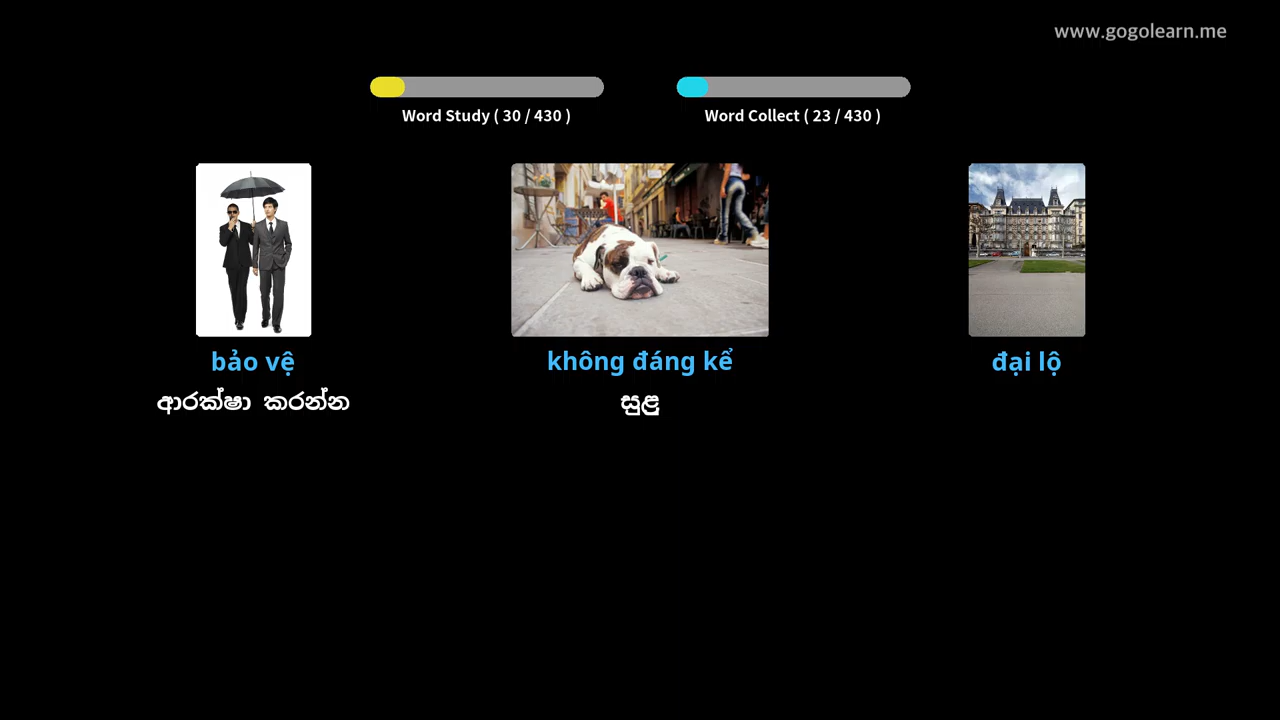 www.gogolearn.me
Word Study ( 30 / 430 )
Word Collect ( 23 / 430 )
bảo vệ
ආරක්ෂා කරන්න
không đáng kể
සුළු
đại lộ